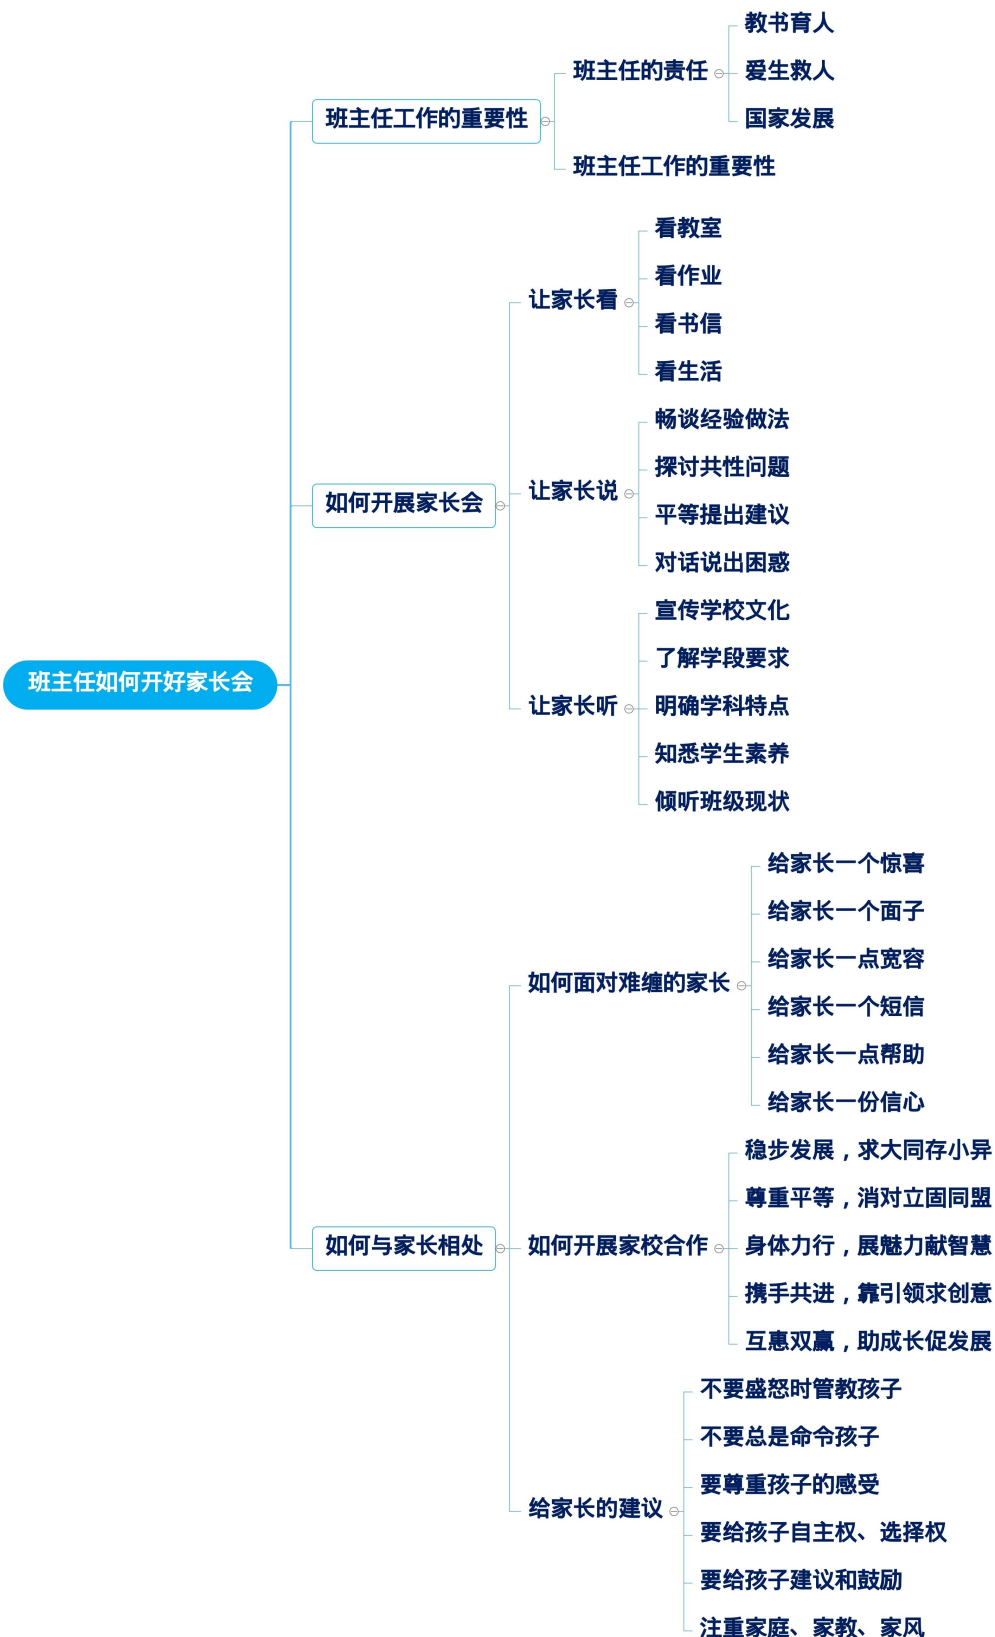 班主任如何开好家长会
班主任工作的重要性
班主任的责任
教书育人
爱生救人
国家发展
班主任工作的重要性
如何开展家长会
让家长看
看教室
看作业
看书信
看生活
让家长说
畅谈经验做法
探讨共性问题
平等提出建议
对话说出困惑
让家长听
宣传学校文化
了解学段要求
明确学科特点
知悉学生素养
倾听班级现状
如何与家长相处
如何面对难缠的家长
给家长一个惊喜
给家长一个面子
给家长一点宽容
给家长一个短信
给家长一点帮助
给家长一份信心
如何开展家校合作
稳步发展，求大同存小异
尊重平等，消对立固同盟
身体力行，展魅力献智慧
携手共进，靠引领求创意
互惠双赢，助成长促发展
给家长的建议
不要盛怒时管教孩子
不要总是命令孩子
要尊重孩子的感受
要给孩子自主权、选择权
要给孩子建议和鼓励
注重家庭、家教、家风